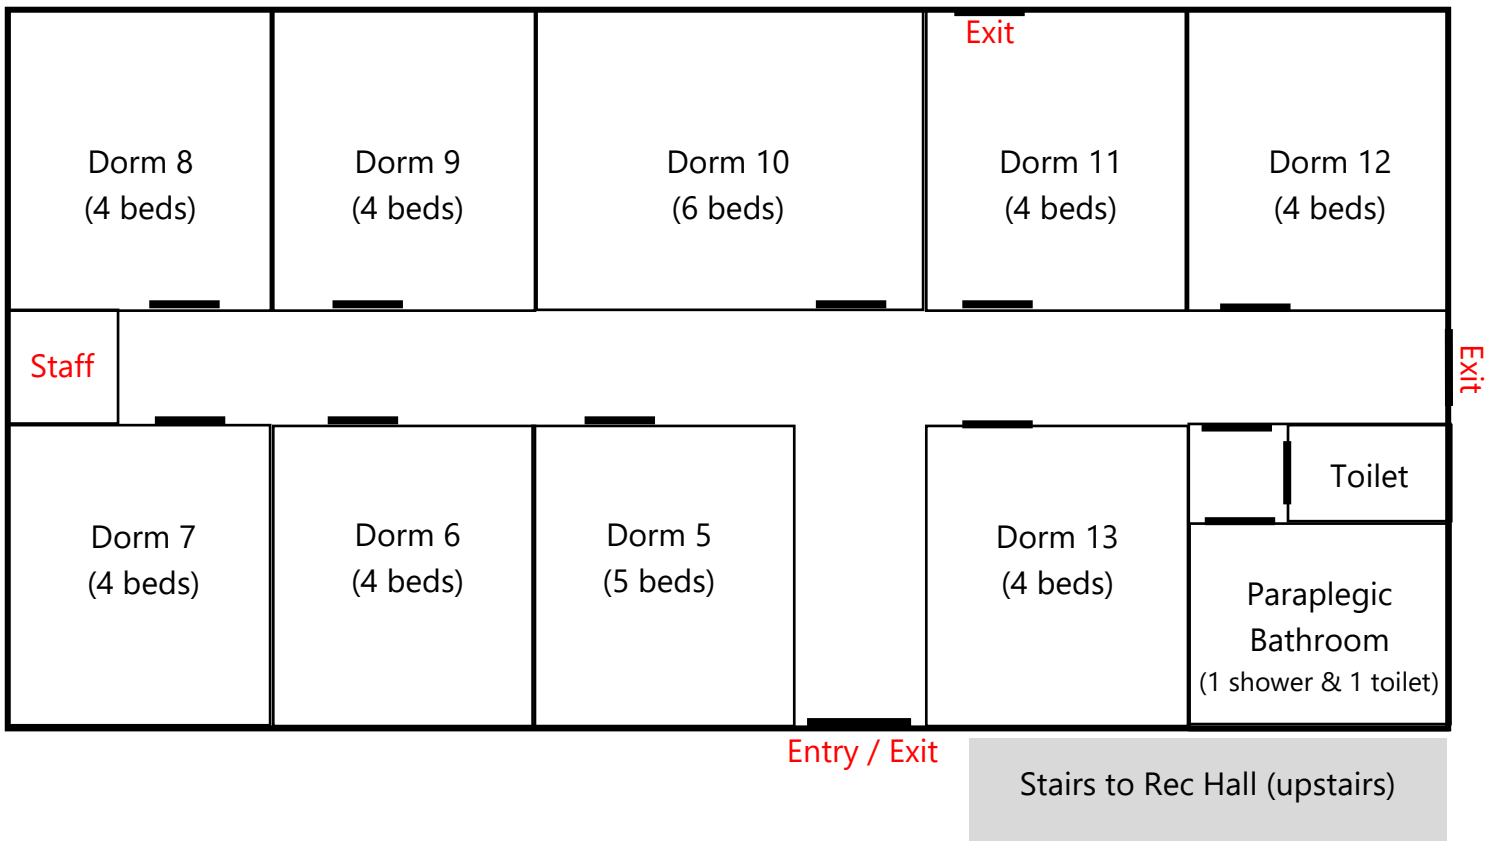 Exit
Dorm 8
(4 beds)
Dorm 9
(4 beds)
Dorm 10
(6 beds)
Dorm 11
(4 beds)
Dorm 12
(4 beds)
Staff
Exit
Dorm 7
(4 beds)
Dorm 6
(4 beds)
Dorm 5
(5 beds)
Dorm 13
(4 beds)
Toilet
Paraplegic
Bathroom
(1 shower & 1 toilet)
Entry / Exit
Stairs to Rec Hall (upstairs)